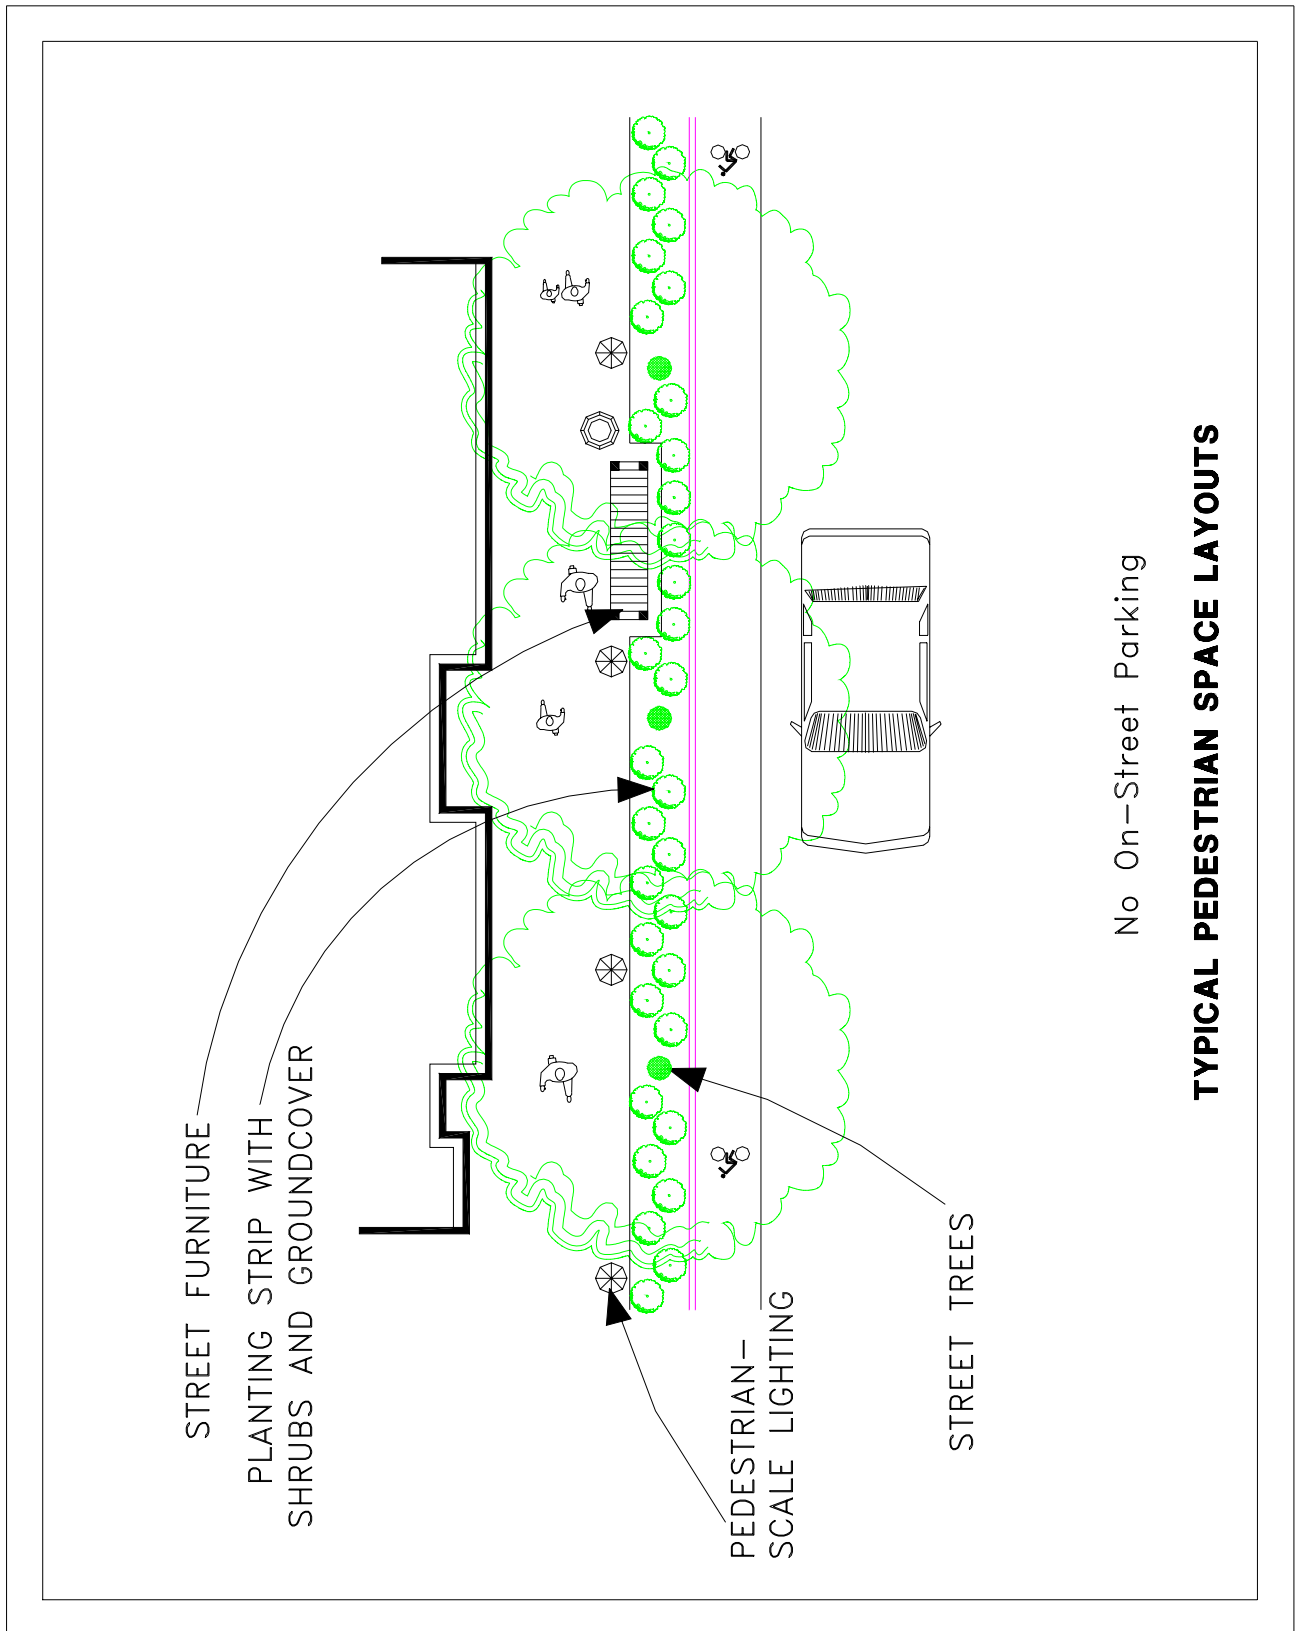 STREET FURNITURE
PLANTING STRIP WITH
SHRUBS AND GROUNDCOVER
PEDESTRIAN-
SCALE LIGHTING
STREET TREES
No On-Street Parking
TYPICAL PEDESTRIAN SPACE LAYOUTS